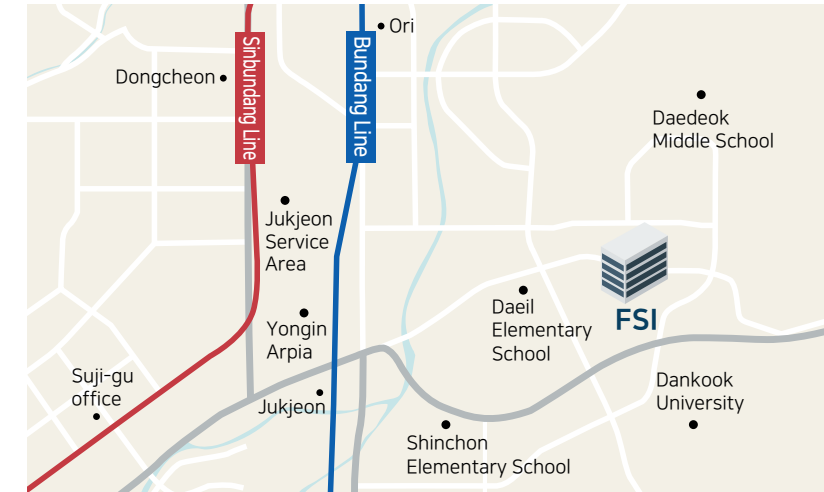 Ori
Dongcheon
Sinbundang Line
Bundang Line
Daedeok
Middle School
Jukjeon
Service
Area
Daeil
Elementary
School
FSI
Yongin
Arpia
Suji-gu
office
Jukjeon
Dankook
University
Shinchon
Elementary School